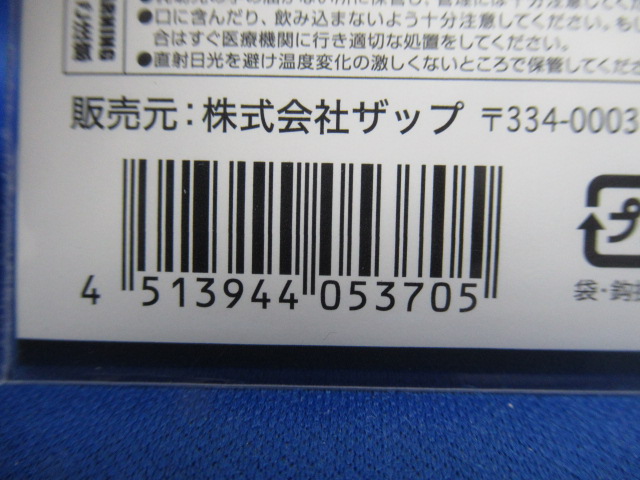 ●口に含んだり、飲み込まないよう十分注意してください。も
合はすぐ医療機関に行き適切な処置をしてください。
●直射日光を避け温度変化の激しくないところで保管してくださ
販売元：株式会社ザップ 〒334-0003
4 513944 053705
プ
袋・